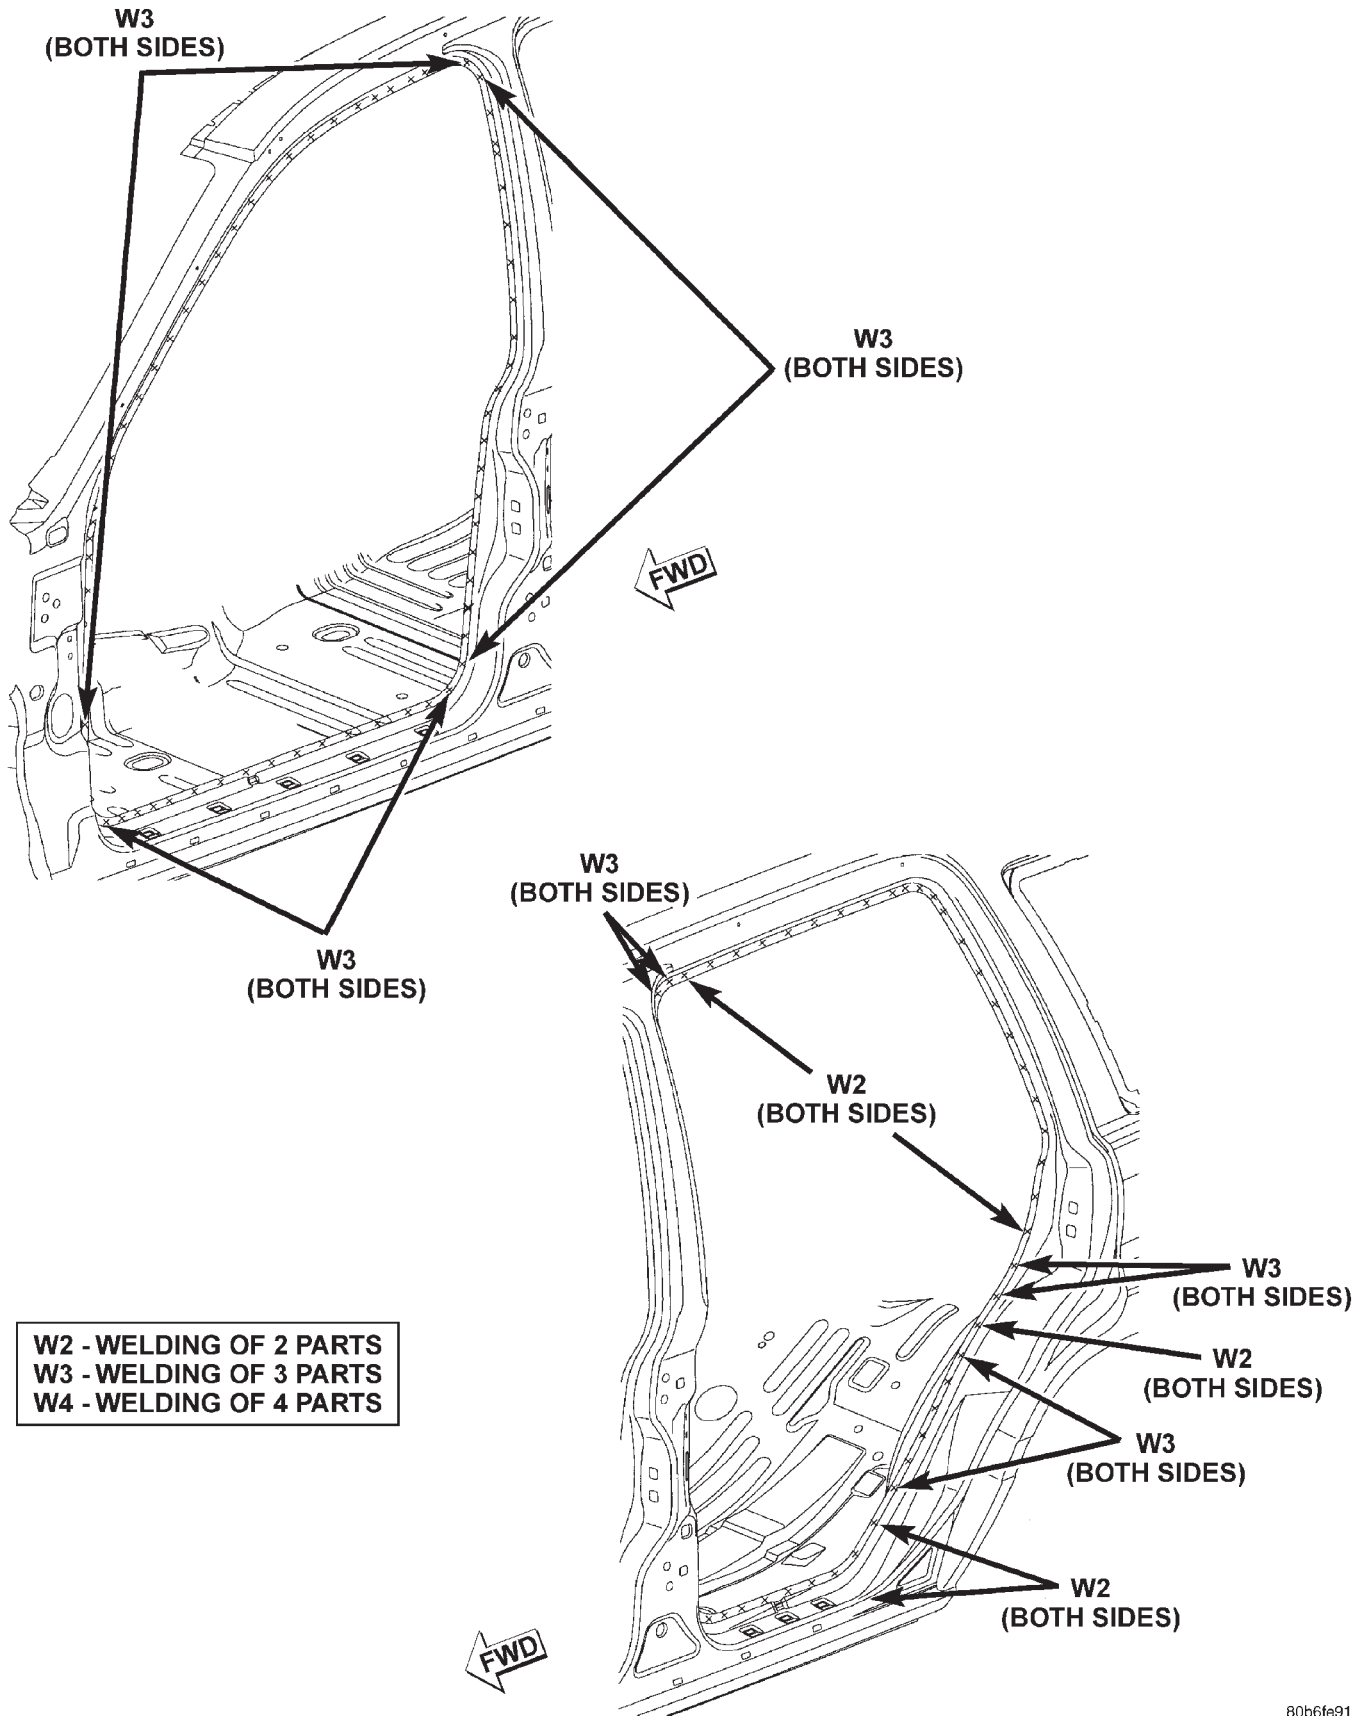 W3
(BOTH SIDES)
W3
(BOTH SIDES)
FWD
W3
(BOTH SIDES)
W3
(BOTH SIDES)
W2
(BOTH SIDES)
W3
(BOTH SIDES)
W2 - WELDING OF 2 PARTS
W3 - WELDING OF 3 PARTS
W4 - WELDING OF 4 PARTS
W2
(BOTH SIDES)
W3
(BOTH SIDES)
W2
(BOTH SIDES)
FWD
80b6fe91